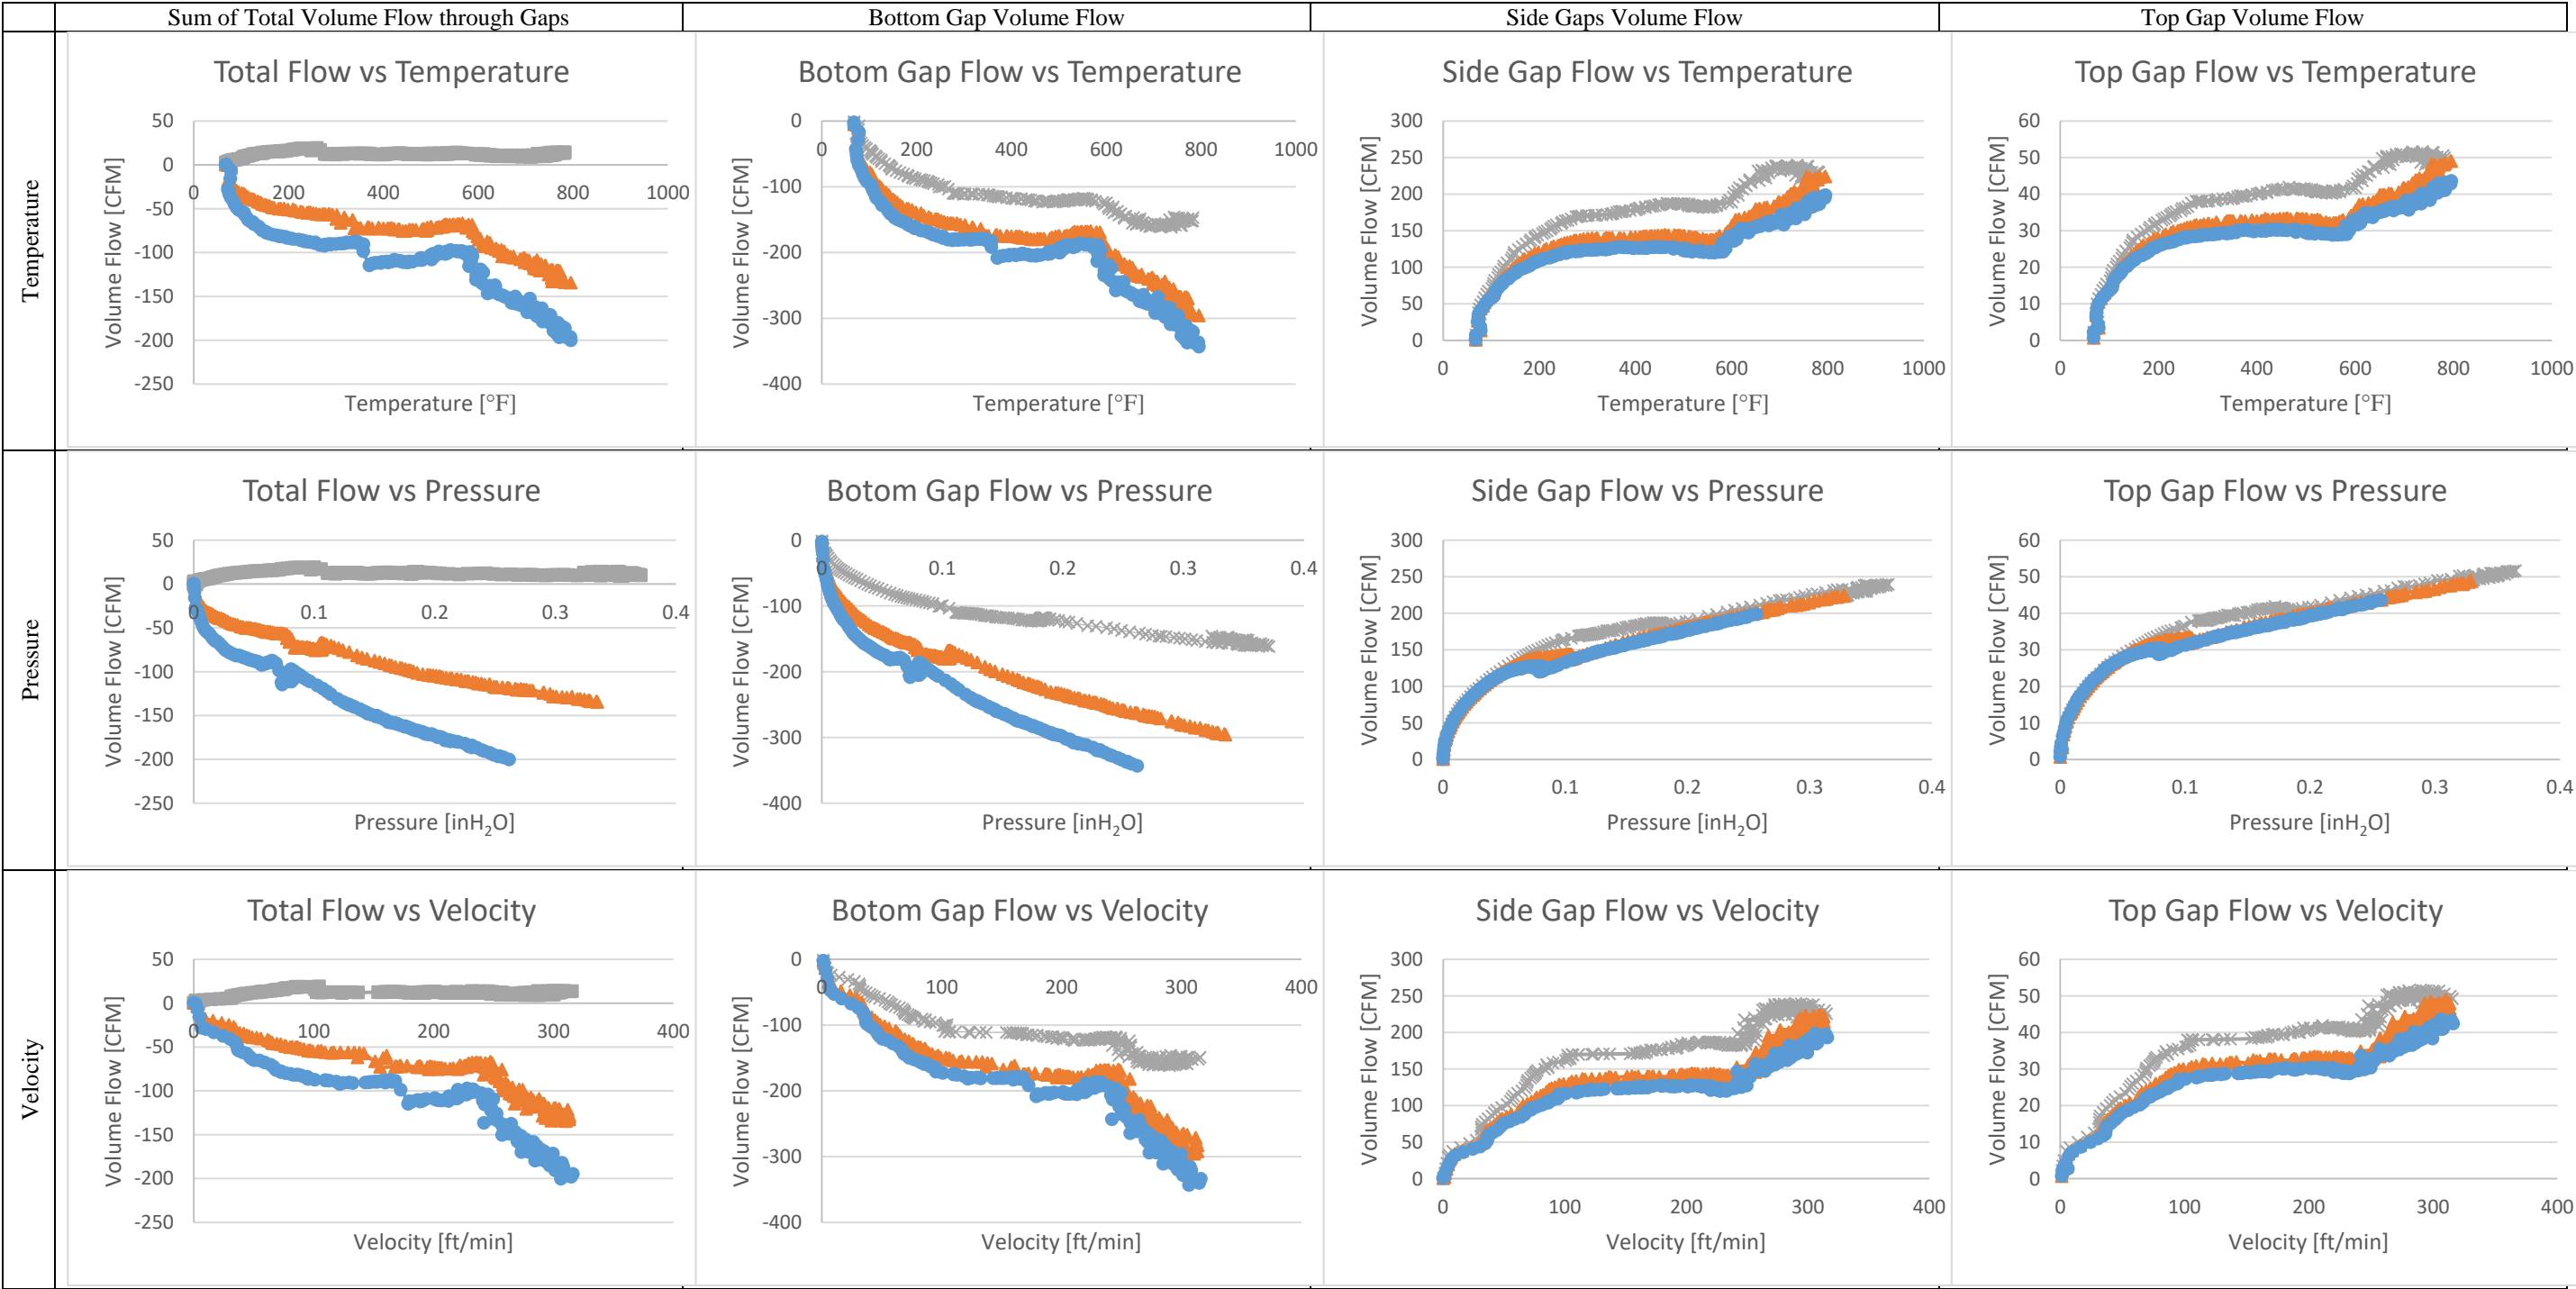 Sum of Total Volume Flow through Gaps
Bottom Gap Volume Flow
Side Gaps Volume Flow
Top Gap Volume Flow
Temperature
Total Flow vs Temperature
50
0
-50
-100
-150
-200
-250
0 200 400 600 800 1000
Volume Flow [CFM]
Temperature [°F]
Botom Gap Flow vs Temperature
0
-100
-200
-300
-400
0 200 400 600 800 1000
Volume Flow [CFM]
Temperature [°F]
Side Gap Flow vs Temperature
300
250
200
150
100
50
0
0 200 400 600 800 1000
Volume Flow [CFM]
Temperature [°F]
Top Gap Flow vs Temperature
60
50
40
30
20
10
0
0 200 400 600 800 1000
Volume Flow [CFM]
Temperature [°F]
Pressure
Total Flow vs Pressure
50
0
-50
-100
-150
-200
-250
0 0.1 0.2 0.3 0.4
Volume Flow [CFM]
Pressure [inH₂O]
Botom Gap Flow vs Pressure
0
-100
-200
-300
-400
0 0.1 0.2 0.3 0.4
Volume Flow [CFM]
Pressure [inH₂O]
Side Gap Flow vs Pressure
300
250
200
150
100
50
0
0 0.1 0.2 0.3 0.4
Volume Flow [CFM]
Pressure [inH₂O]
Top Gap Flow vs Pressure
60
50
40
30
20
10
0
0 0.1 0.2 0.3 0.4
Volume Flow [CFM]
Pressure [inH₂O]
Velocity
Total Flow vs Velocity
50
0
-50
-100
-150
-200
-250
0 100 200 300 400
Volume Flow [CFM]
Velocity [ft/min]
Botom Gap Flow vs Velocity
0
-100
-200
-300
-400
0 100 200 300 400
Volume Flow [CFM]
Velocity [ft/min]
Side Gap Flow vs Velocity
300
250
200
150
100
50
0
0 100 200 300 400
Volume Flow [CFM]
Velocity [ft/min]
Top Gap Flow vs Velocity
60
50
40
30
20
10
0
0 100 200 300 400
Volume Flow [CFM]
Velocity [ft/min]